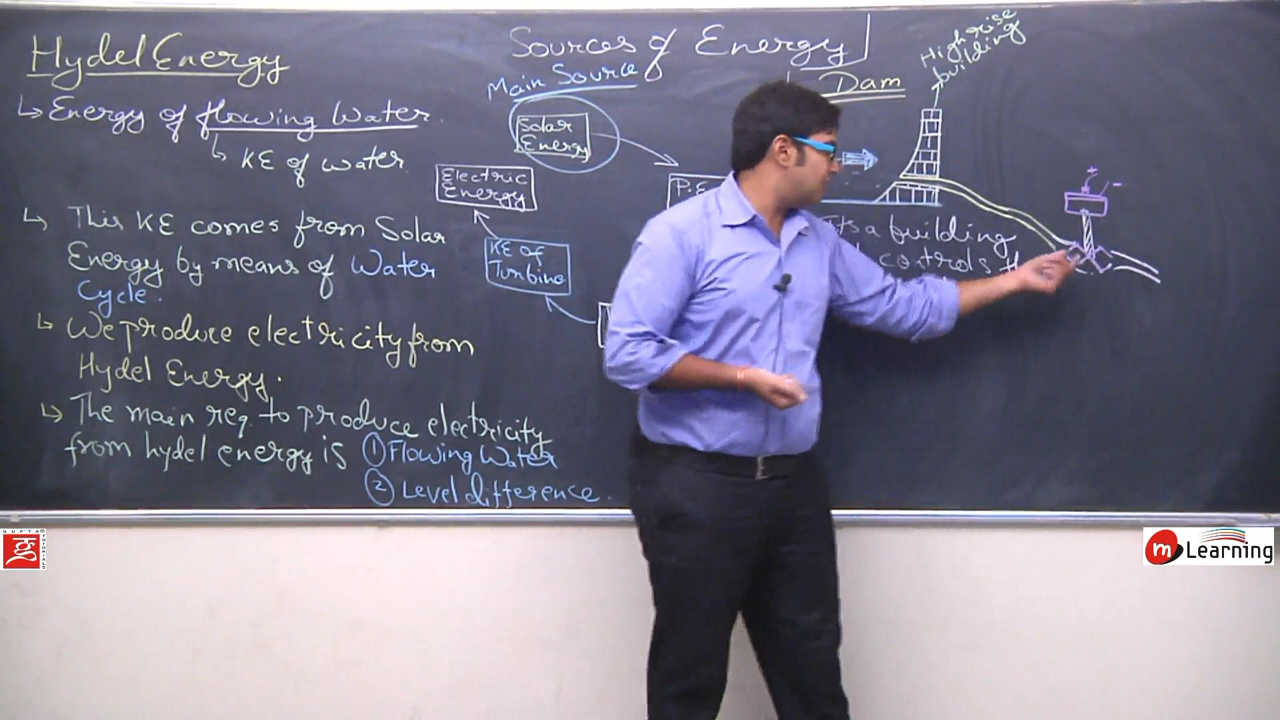 Hydel Energy
↳ Energy of flowing Water.
↳ KE of water
↳ This KE comes from Solar
Energy by means of Water
Cycle.
↳ We produce electricity from
Hydel Energy.
↳ The main req. to produce electricity
from hydel energy is ① Flowing Water
② Level difference.
Sources of Energy
Main Source
Solar
Energy
P.E
Electric
Energy
KE of
Turbine
Dam
High rise
building
+ -
a building
controls
GUPTA TUTORIALS
m Learning